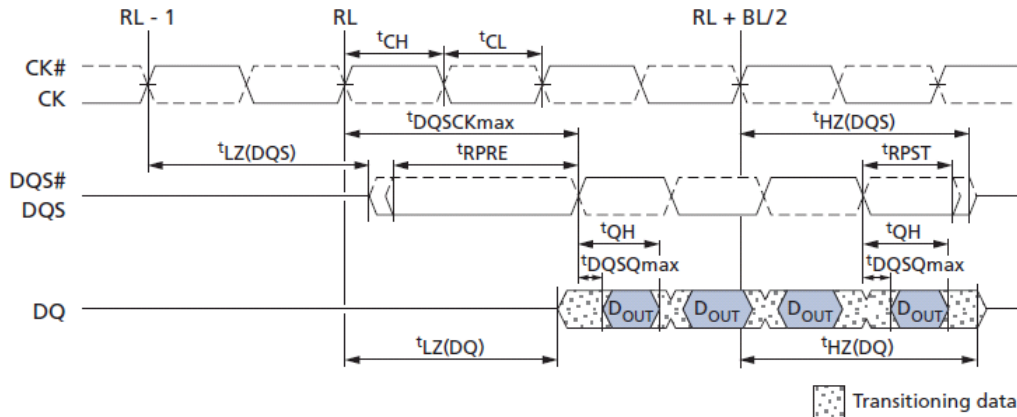 RL - 1 RL RL + BL/2
tCH tCL
CK#
CK
tDQSCKmax tHZ(DQS)
tLZ(DQS) tRPRE tRPST
DQS#
DQS
tQH tQH
tDQSQmax tDQSQmax
DQ DOUT DOUT DOUT DOUT
tLZ(DQ) tHZ(DQ)
Transitioning data